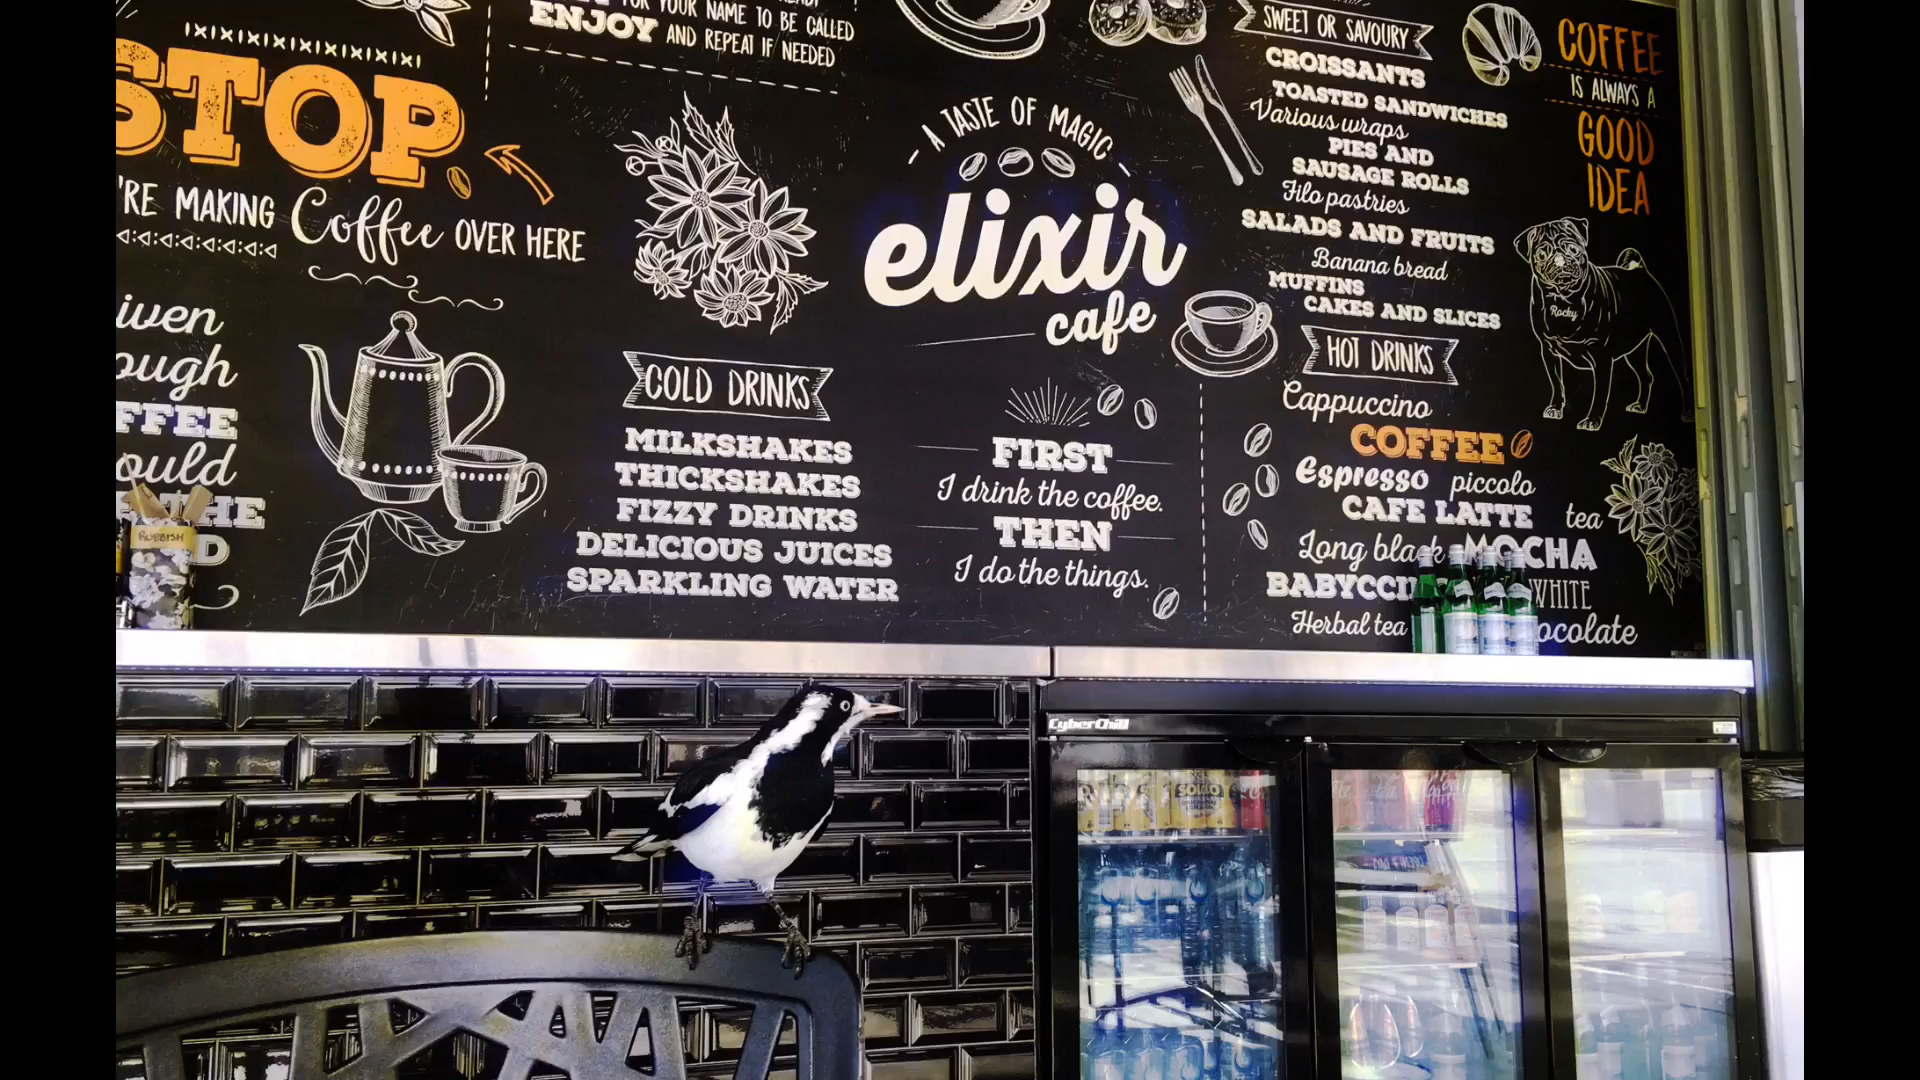 FOR YOUR NAME TO BE CALLED
ENJOY AND REPEAT IF NEEDED
STOP
'RE MAKING Coffee OVER HERE
iven
ough
FFEE
ould
THE
D
RUBBISH
COLD DRINKS
MILKSHAKES
THICKSHAKES
FIZZY DRINKS
DELICIOUS JUICES
SPARKLING WATER
- A TASTE OF MAGIC -
elixir
cafe
FIRST
I drink the coffee.
THEN
I do the things.
SWEET OR SAVOURY
CROISSANTS
TOASTED SANDWICHES
Various wraps
PIES AND
SAUSAGE ROLLS
Filo pastries
SALADS AND FRUITS
Banana bread
MUFFINS
CAKES AND SLICES
HOT DRINKS
Cappuccino
COFFEE
Espresso piccolo
CAFE LATTE tea
Long black MOCHA
BABYCCI WHITE
Herbal tea ocolate
COFFEE
IS ALWAYS A
GOOD
IDEA
Rocky
CyberChill
SOLO